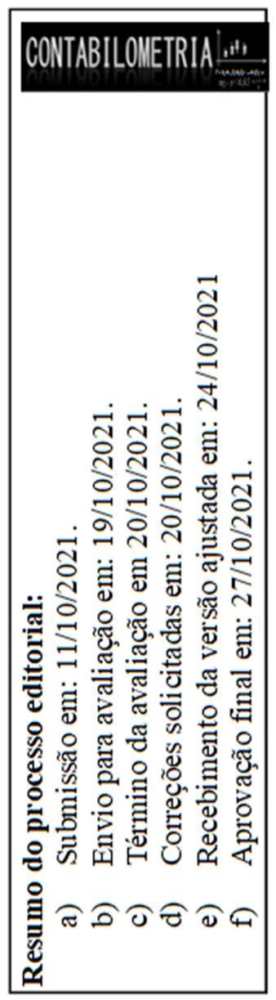 CONTABILOMETRIA
Resumo do processo editorial:
a) Submissão em: 11/10/2021.
b) Envio para avaliação em: 19/10/2021.
c) Término da avaliação em 20/10/2021.
d) Correções solicitadas em: 20/10/2021.
e) Recebimento da versão ajustada em: 24/10/2021
f) Aprovação final em: 27/10/2021.